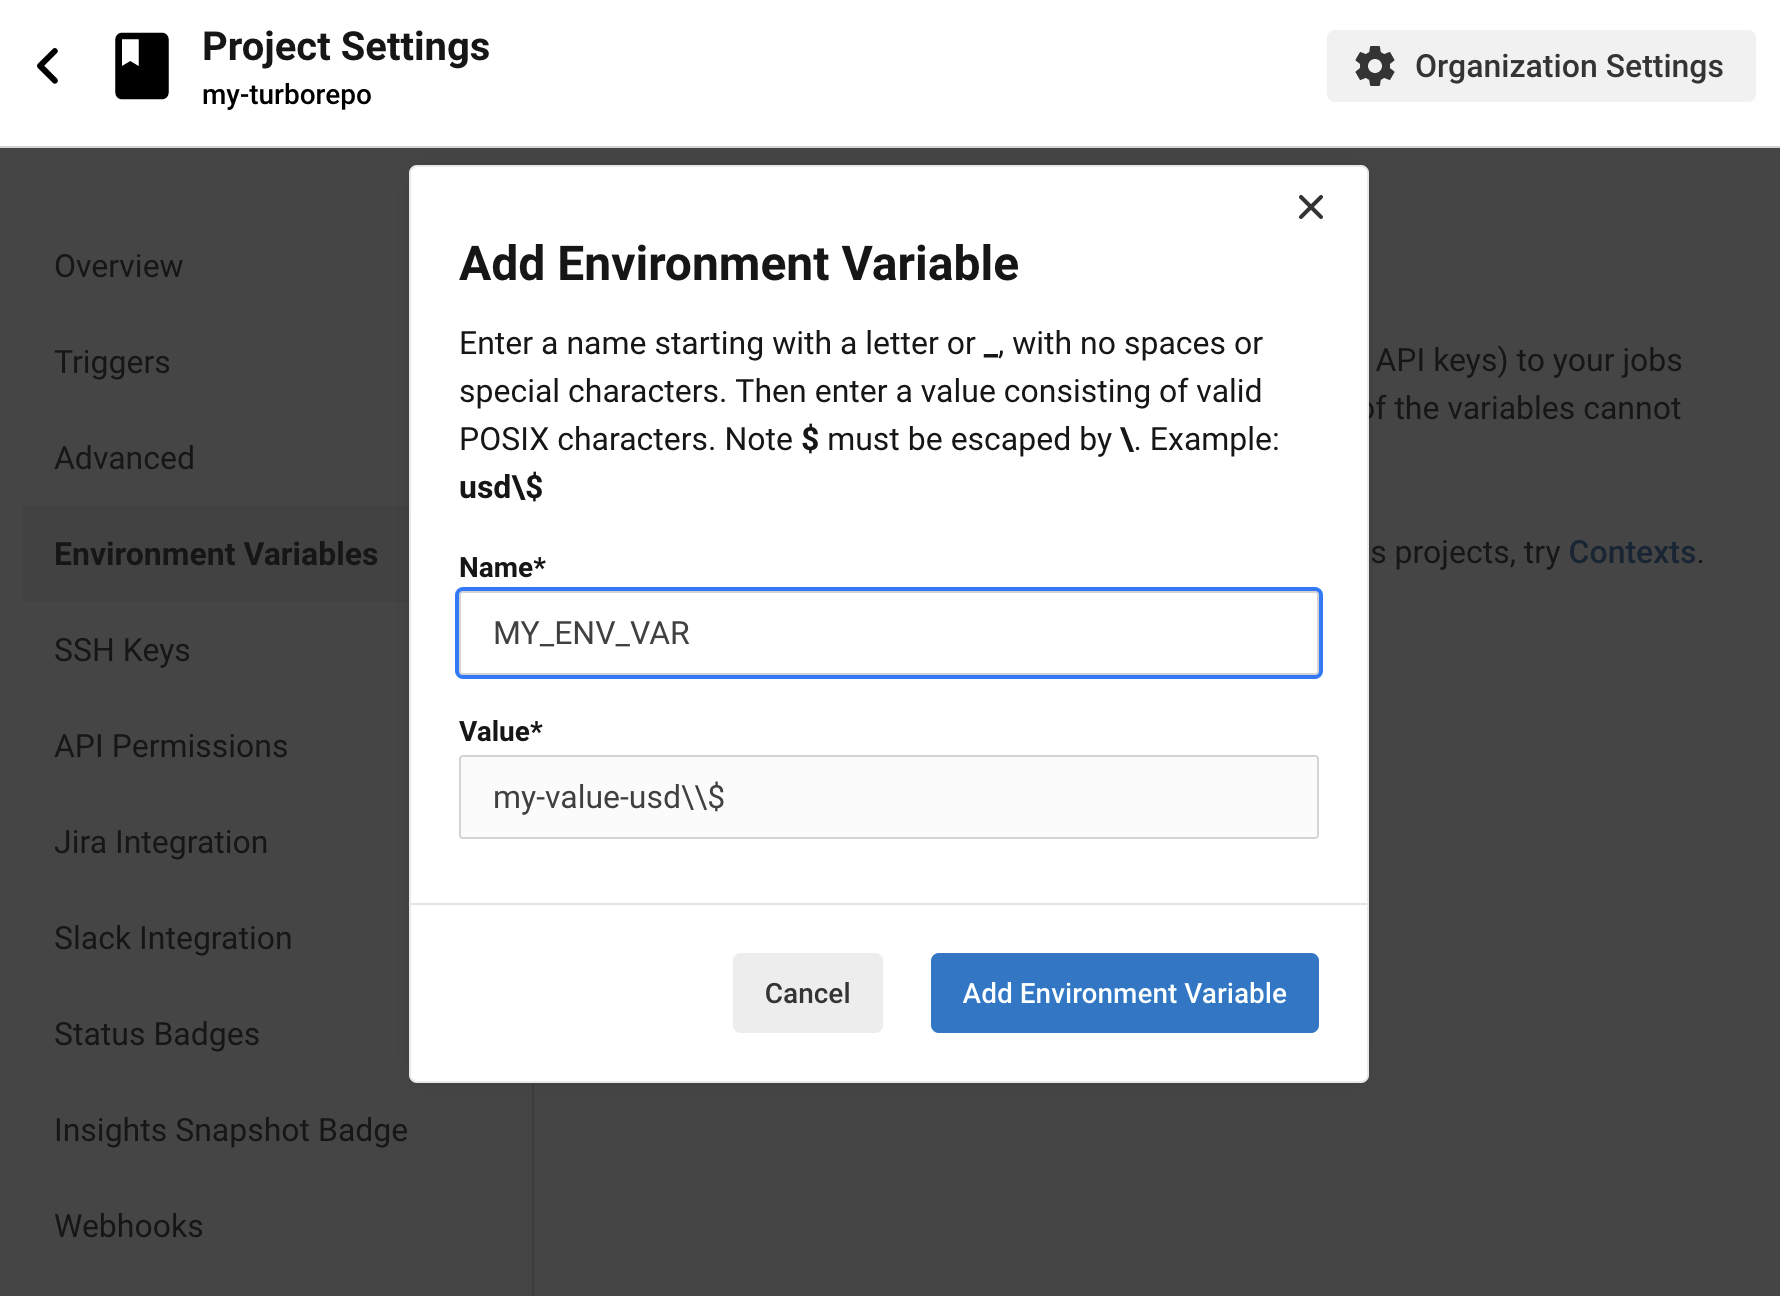 Project Settings
my-turborepo
Organization Settings
Overview
Triggers
Advanced
Environment Variables
SSH Keys
API Permissions
Jira Integration
Slack Integration
Status Badges
Insights Snapshot Badge
Webhooks
API keys) to your jobs
of the variables cannot
s projects, try Contexts.
Add Environment Variable
Enter a name starting with a letter or _, with no spaces or
special characters. Then enter a value consisting of valid
POSIX characters. Note $ must be escaped by \. Example:
usd\$
Name*
MY_ENV_VAR
Value*
my-value-usd\\$
Cancel
Add Environment Variable